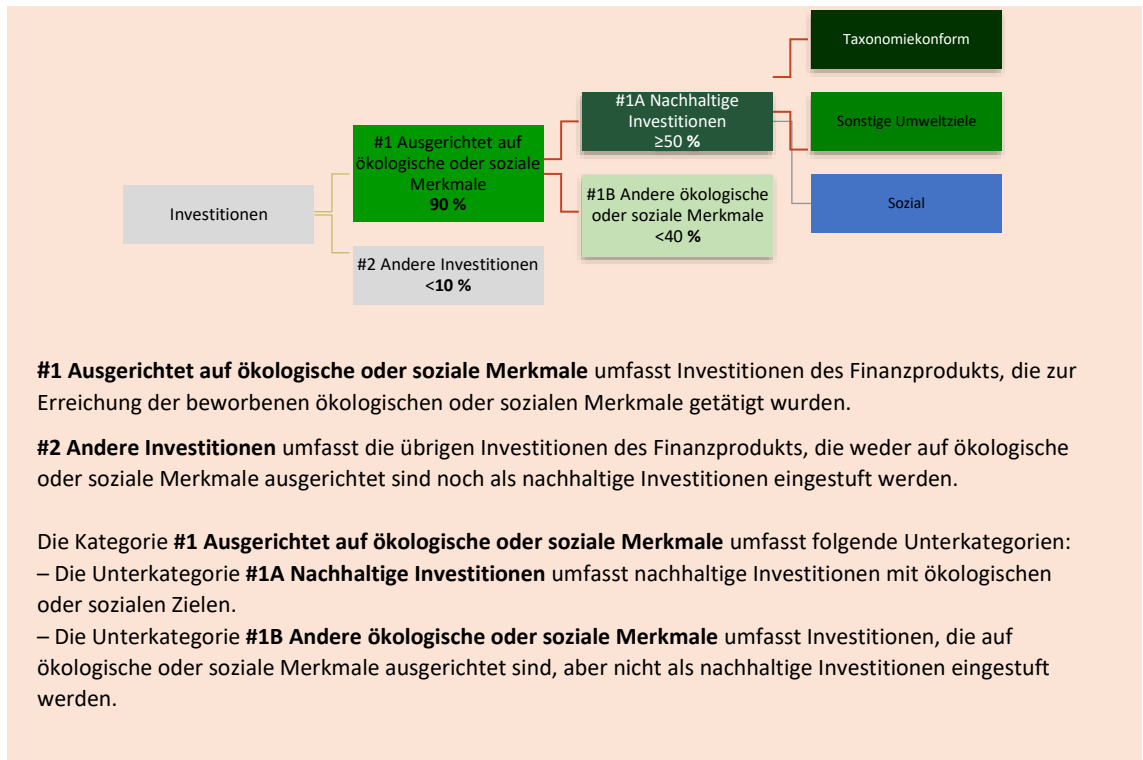 Taxonomiekonform
#1A Nachhaltige
Investitionen
≥50 %
Sonstige Umweltziele
#1 Ausgerichtet auf
ökologische oder soziale
Merkmale
90 %
#1B Andere ökologische
oder soziale Merkmale
<40 %
Sozial
Investitionen
#2 Andere Investitionen
<10 %
#1 Ausgerichtet auf ökologische oder soziale Merkmale umfasst Investitionen des Finanzprodukts, die zur
Erreichung der beworbenen ökologischen oder sozialen Merkmale getätigt wurden.
#2 Andere Investitionen umfasst die übrigen Investitionen des Finanzprodukts, die weder auf ökologische
oder soziale Merkmale ausgerichtet sind noch als nachhaltige Investitionen eingestuft werden.
Die Kategorie #1 Ausgerichtet auf ökologische oder soziale Merkmale umfasst folgende Unterkategorien:
– Die Unterkategorie #1A Nachhaltige Investitionen umfasst nachhaltige Investitionen mit ökologischen
oder sozialen Zielen.
– Die Unterkategorie #1B Andere ökologische oder soziale Merkmale umfasst Investitionen, die auf
ökologische oder soziale Merkmale ausgerichtet sind, aber nicht als nachhaltige Investitionen eingestuft
werden.